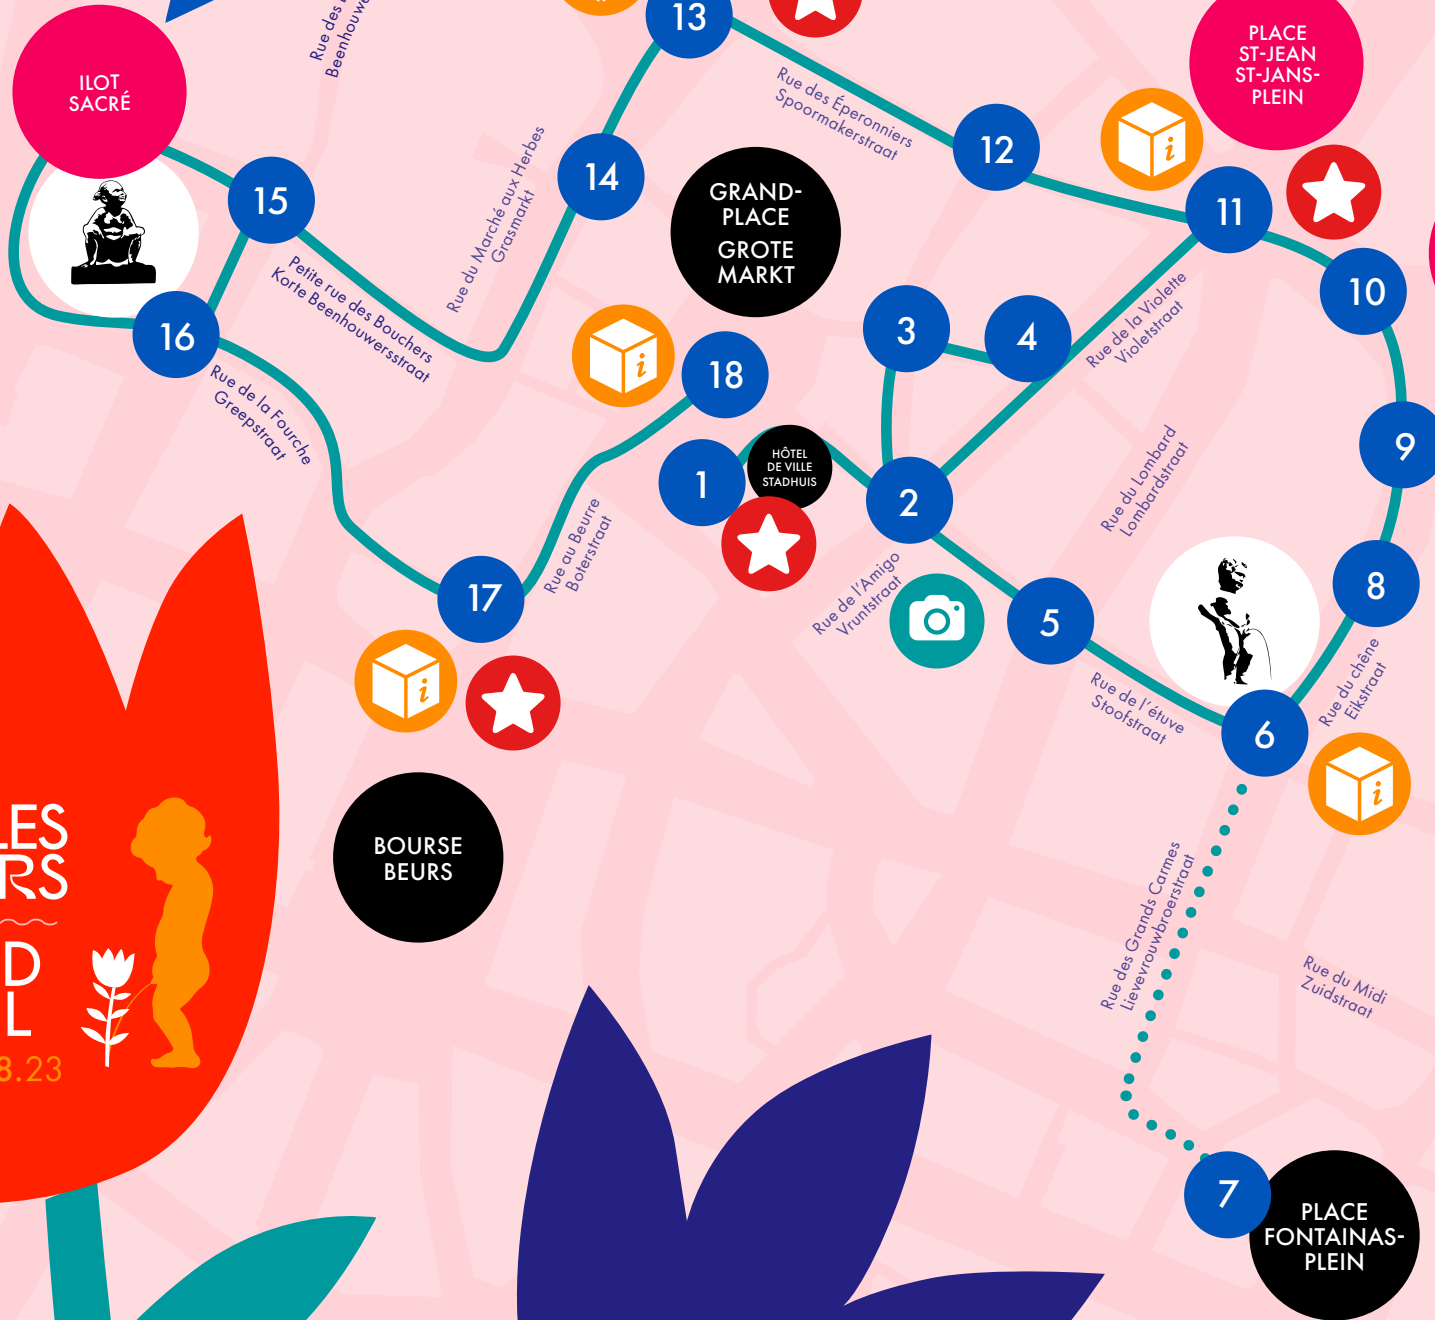 Rue des
Beenhouwe
13
PLACE
ST-JEAN
ST-JANS-
PLEIN
ILOT
SACRÉ
Rue des Éperonniers
Spoormakerstraat
12
14
15
11
Rue du Marché aux Herbes
Grasmarkt
GRAND-
PLACE
GROTE
MARKT
i
10
Petite rue des Bouchers
Korte Beenhouwersstraat
16
3
4
Rue de la Violette
Violetstraat
i
18
Rue de la Fourche
Greepstraat
9
1
HÔTEL
DE VILLE
STADHUIS
2
Rue du Lombard
Lombardstraat
Rue au Beurre
Boterstraat
17
Rue de l'Amigo
Vruntstraat
5
8
Rue de l'étuve
Stoofstraat
Rue du chêne
Eikstraat
6
i
i
BOURSE
BEURS
LES
RS
D
L
8.23
Rue des Grands Carmes
Lievevrouwbroerstraat
Rue du Midi
Zuidstraat
7
PLACE
FONTAINAS-
PLEIN